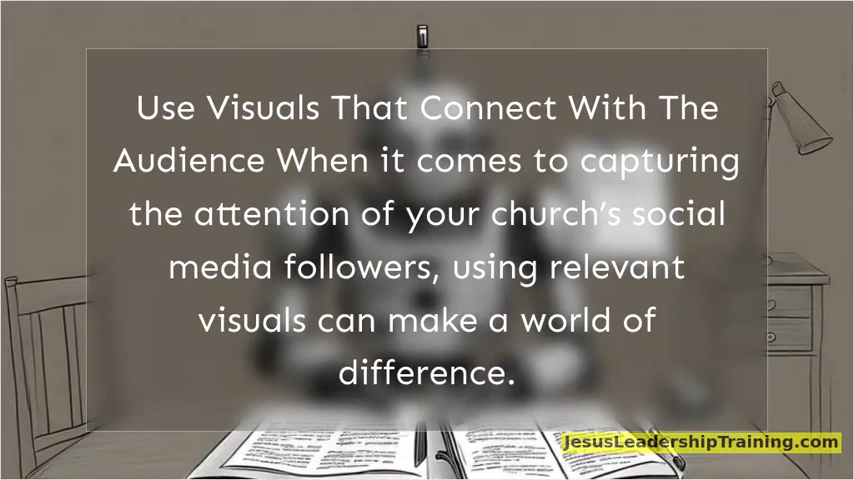 Use Visuals That Connect With The
Audience When it comes to capturing
the attention of your church’s social
media followers, using relevant
visuals can make a world of
difference.
JesusLeadershipTraining.com